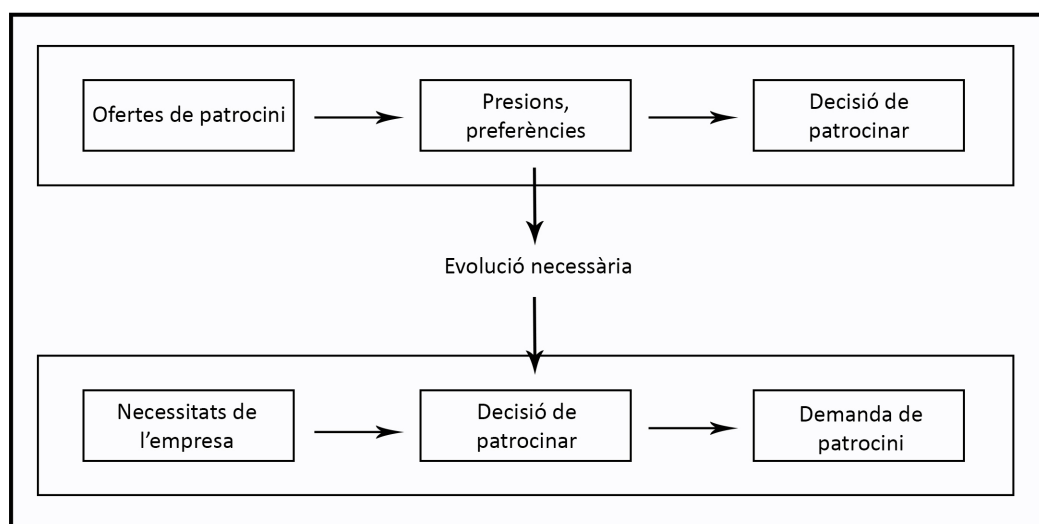 Ofertes de patrocini
Presions,
preferències
Decisió de
patrocinar
Evolució necessària
Necessitats de
l'empresa
Decisió de
patrocinar
Demanda de
patrocini